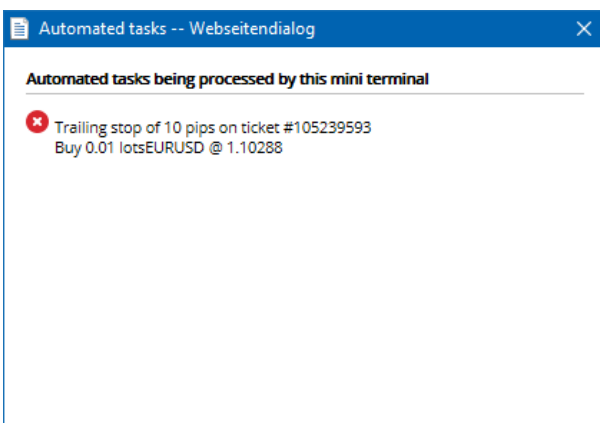 Automated tasks -- Webseitendialog
Automated tasks being processed by this mini terminal
Trailing stop of 10 pips on ticket #105239593
Buy 0.01 lotsEURUSD @ 1.10288